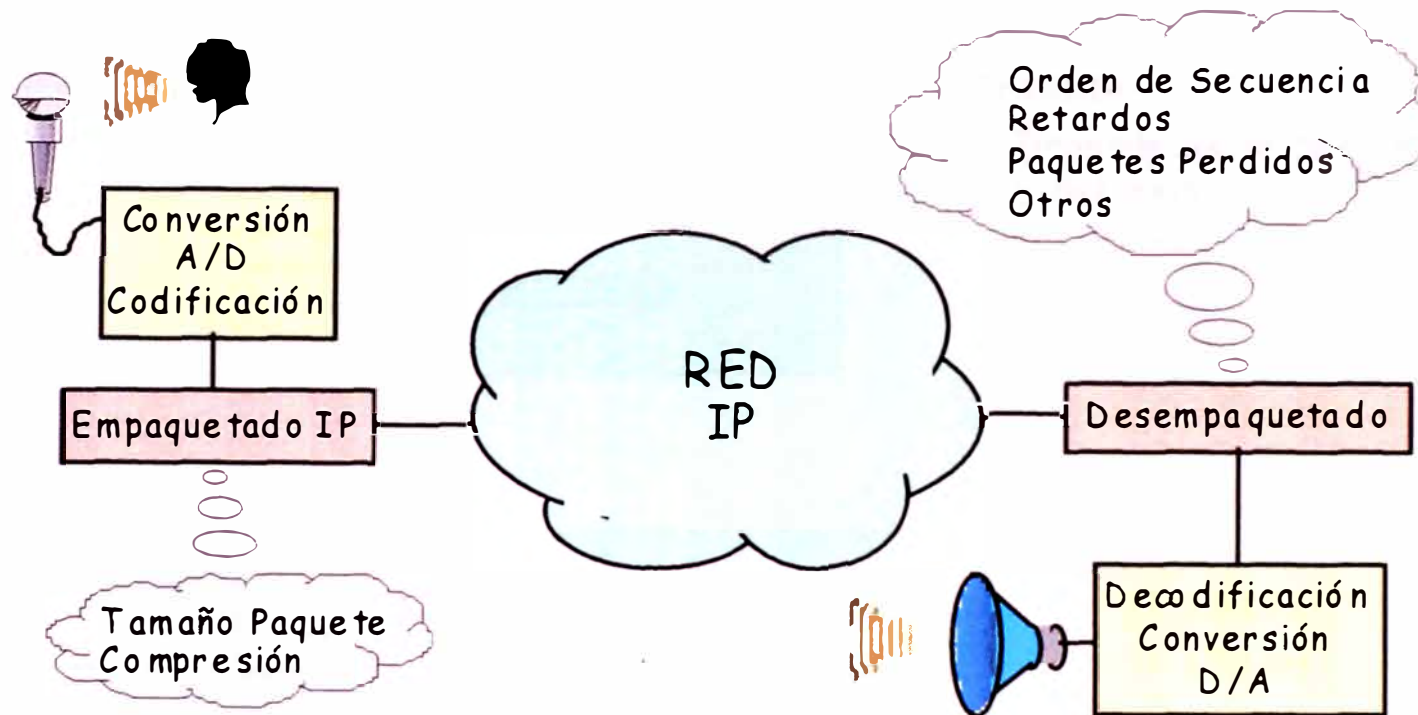 Conversión
A/D
Codificación
Empaquetado IP
Tamaño Paquete
Compresión
RED
IP
Orden de Secuencia
Retardos
Paquetes Perdidos
Otros
Desempaquetado
Decodificación
Conversión
D/A